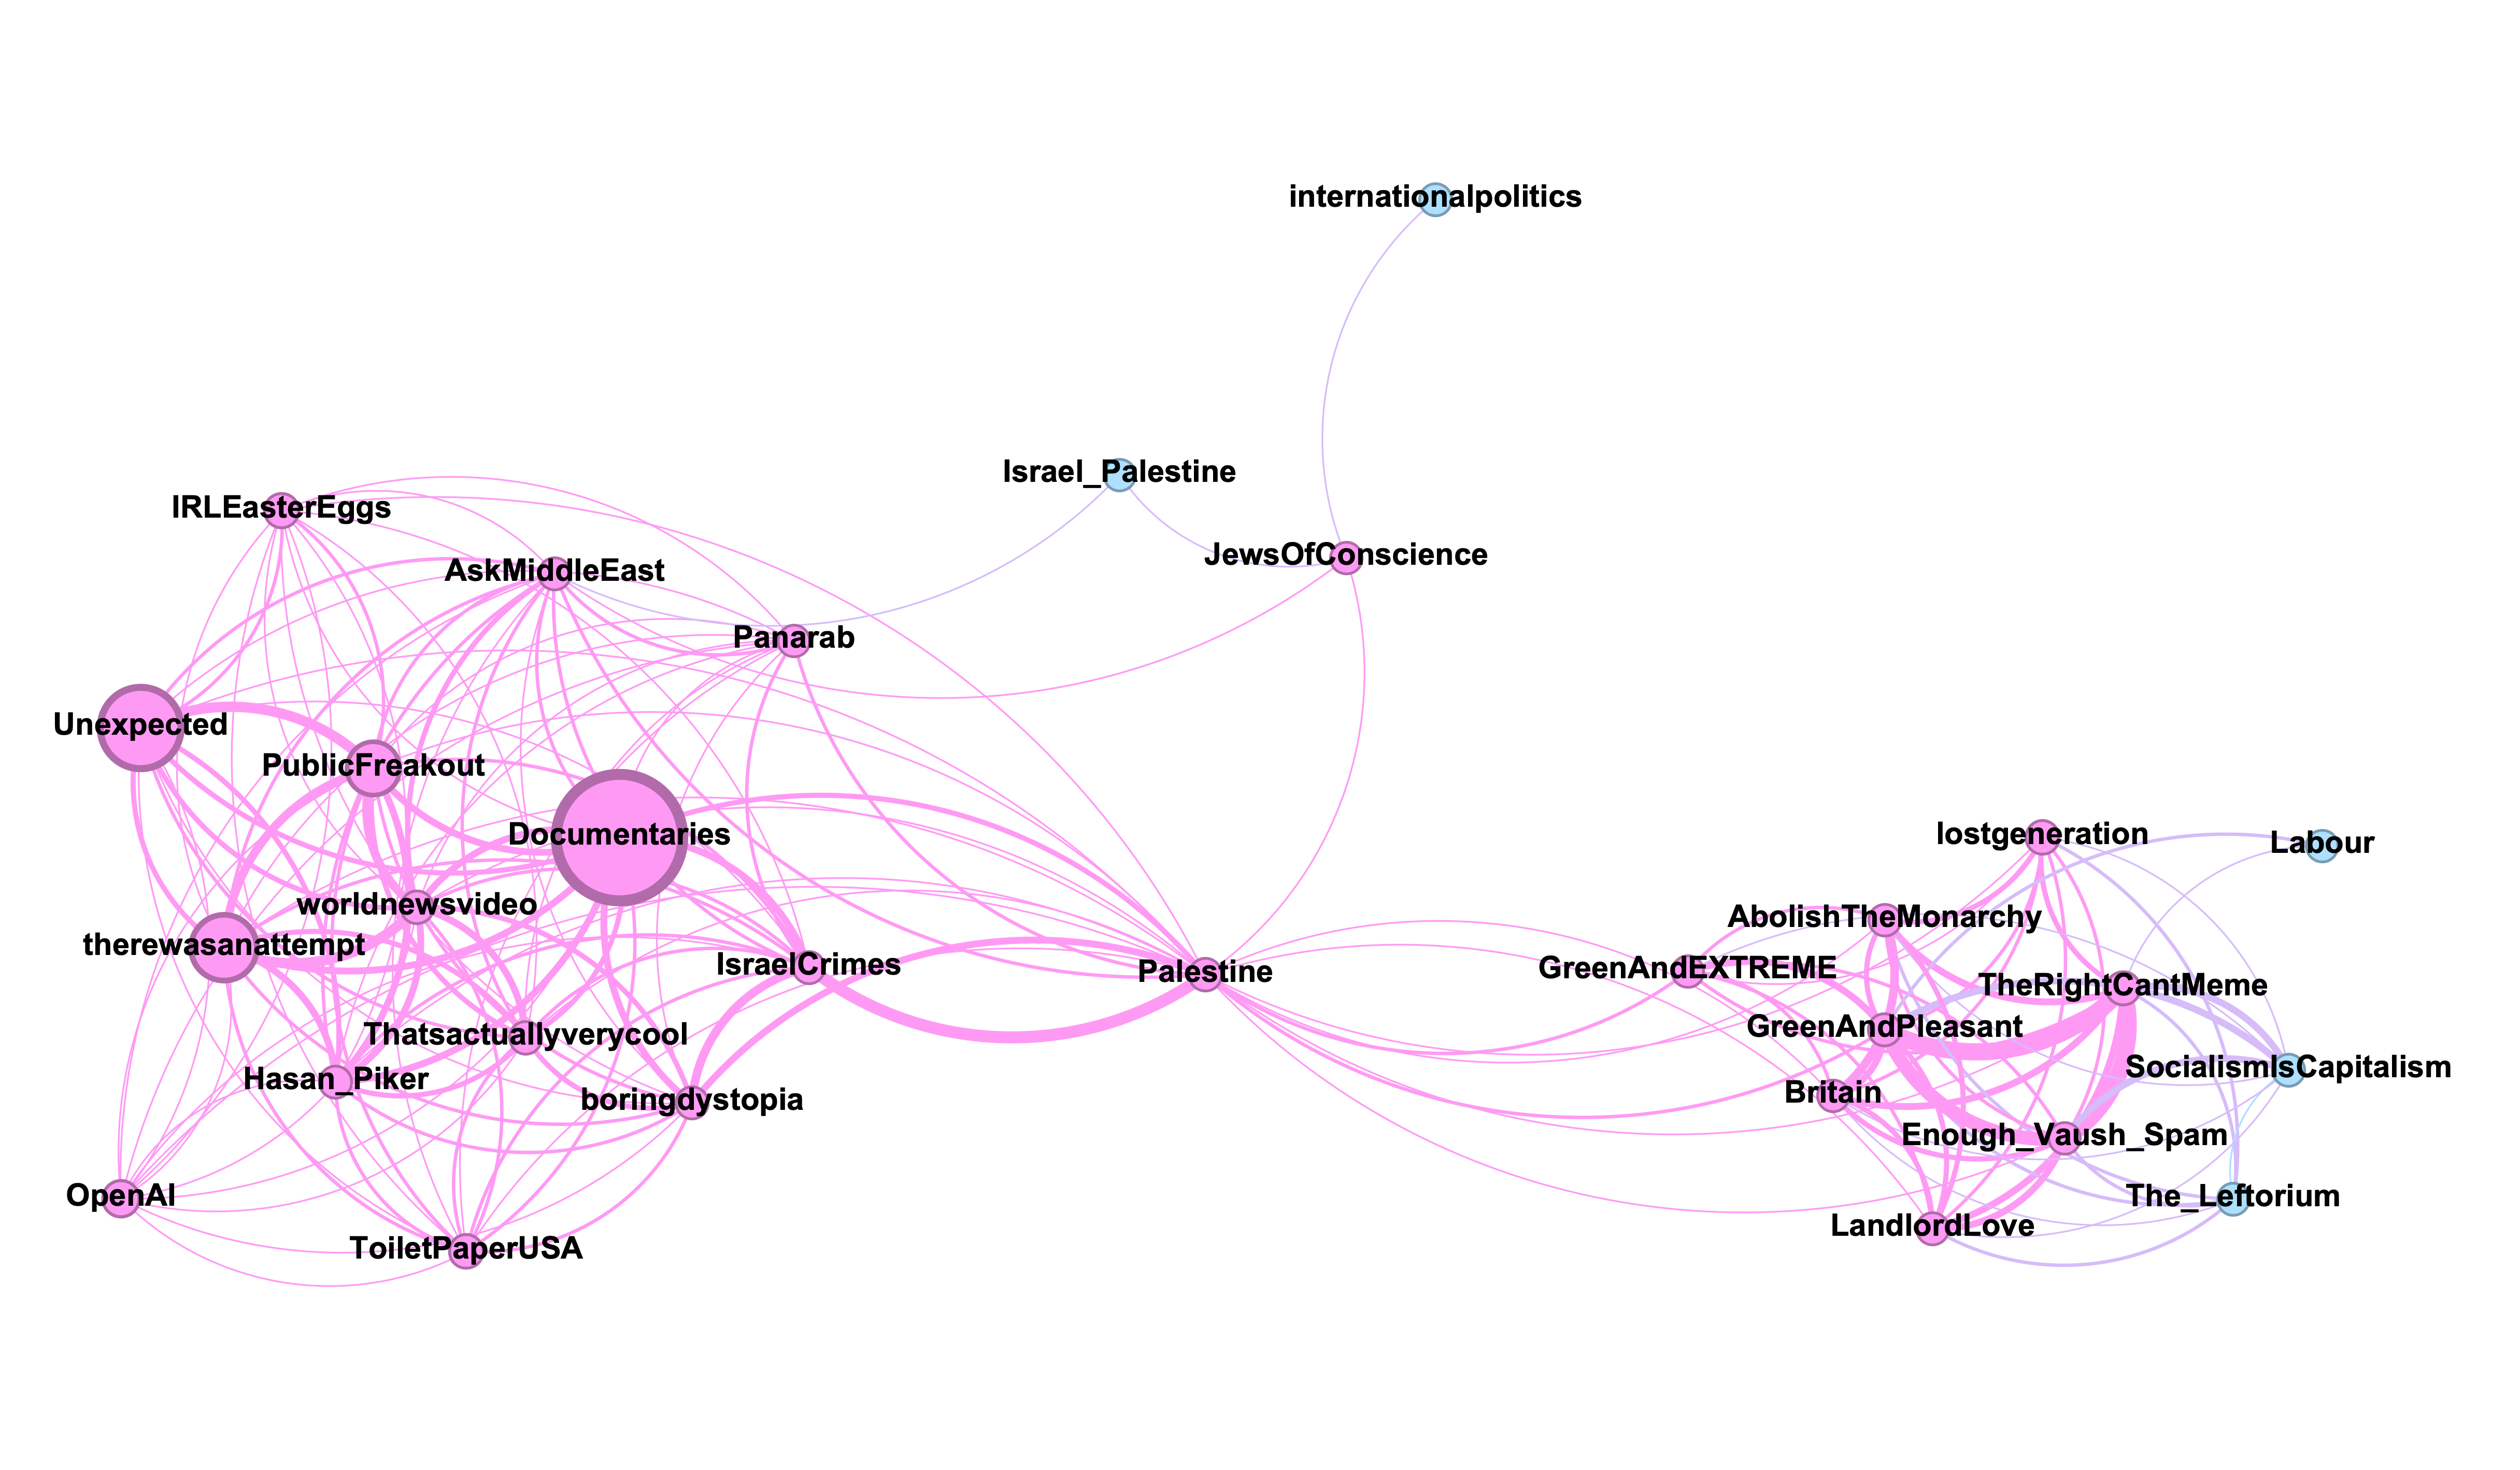 internationalpolitics
Israel_Palestine
IRLEasterEggs
JewsOfConscience
AskMiddleEast
Panarab
Unexpected
PublicFreakout
Documentaries
lostgeneration
Labour
worldnewsvideo
AbolishTheMonarchy
therewasanattempt
IsraelCrimes
Palestine
GreenAndEXTREME
TheRightCantMeme
Thatsactuallyverycool
GreenAndPleasant
Hasan_Piker
SocialismIsCapitalism
boringdystopia
Britain
Enough_Vaush_Spam
OpenAI
The_Leftorium
LandlordLove
ToiletPaperUSA